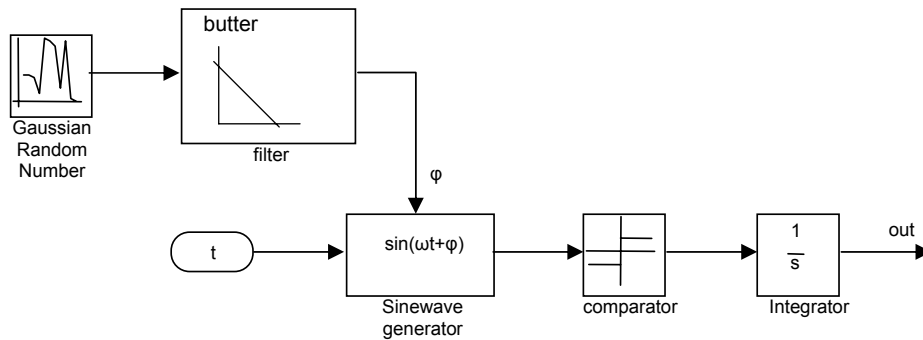 butter
Gaussian
Random
Number
filter
φ
t
sin(ωt+φ)
Sinewave
generator
comparator
1
s
Integrator
out